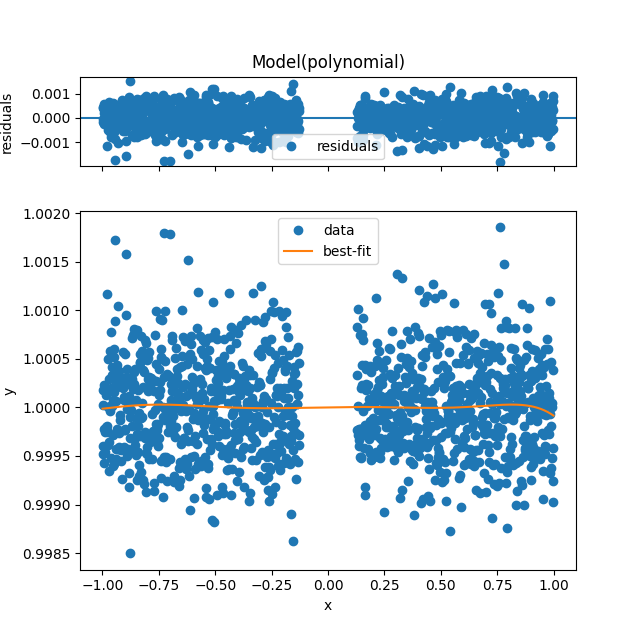 Model(polynomial)
0.001
0.000
−0.001
residuals
residuals
1.0020
1.0015
1.0010
1.0005
1.0000
0.9995
0.9990
0.9985
y
data
best-fit
−1.00 −0.75 −0.50 −0.25 0.00 0.25 0.50 0.75 1.00
x